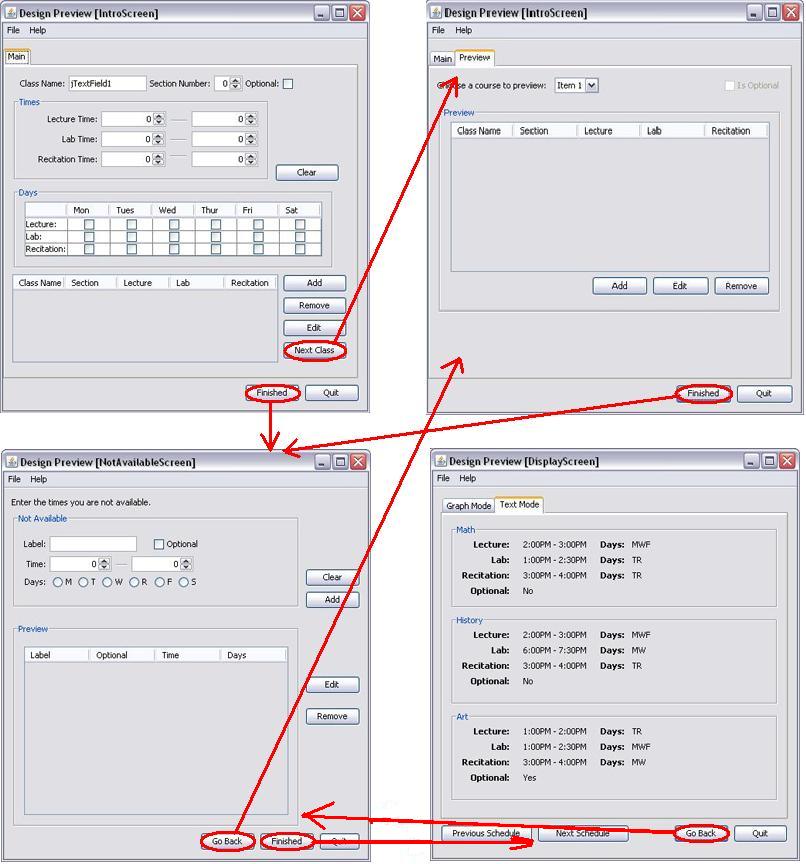 Design Preview [IntroScreen]
File Help
Main
Class Name: jTextField1 Section Number: 0 Optional:
Times
Lecture Time: 0 0
Lab Time: 0 0
Recitation Time: 0 0
Clear
Days
Mon Tues Wed Thur Fri Sat
Lecture:
Lab:
Recitation:
Class Name Section Lecture Lab Recitation
Add
Remove
Edit
Next Class
Finished Quit
Design Preview [IntroScreen]
File Help
Main Preview
Choose a course to preview: Item 1 Is Optional
Preview
Class Name Section Lecture Lab Recitation
Add Edit Remove
Finished Quit
Design Preview [NotAvailableScreen]
File Help
Enter the times you are not available.
Not Available
Label: Optional
Time: 0 0
Days: M T W R F S
Clear
Add
Preview
Label Optional Time Days
Edit
Remove
Go Back Finished Quit
Design Preview [DisplayScreen]
File Help
Graph Mode Text Mode
Math
Lecture: 2:00PM - 3:00PM Days: MWF
Lab: 1:00PM - 2:30PM Days: TR
Recitation: 3:00PM - 4:00PM Days: TR
Optional: No
History
Lecture: 2:00PM - 3:00PM Days: MWF
Lab: 6:00PM - 7:30PM Days: MW
Recitation: 3:00PM - 4:00PM Days: TR
Optional: No
Art
Lecture: 1:00PM - 2:00PM Days: TR
Lab: 1:00PM - 2:30PM Days: MWF
Recitation: 3:00PM - 4:00PM Days: MW
Optional: Yes
Previous Schedule Next Schedule Go Back Quit